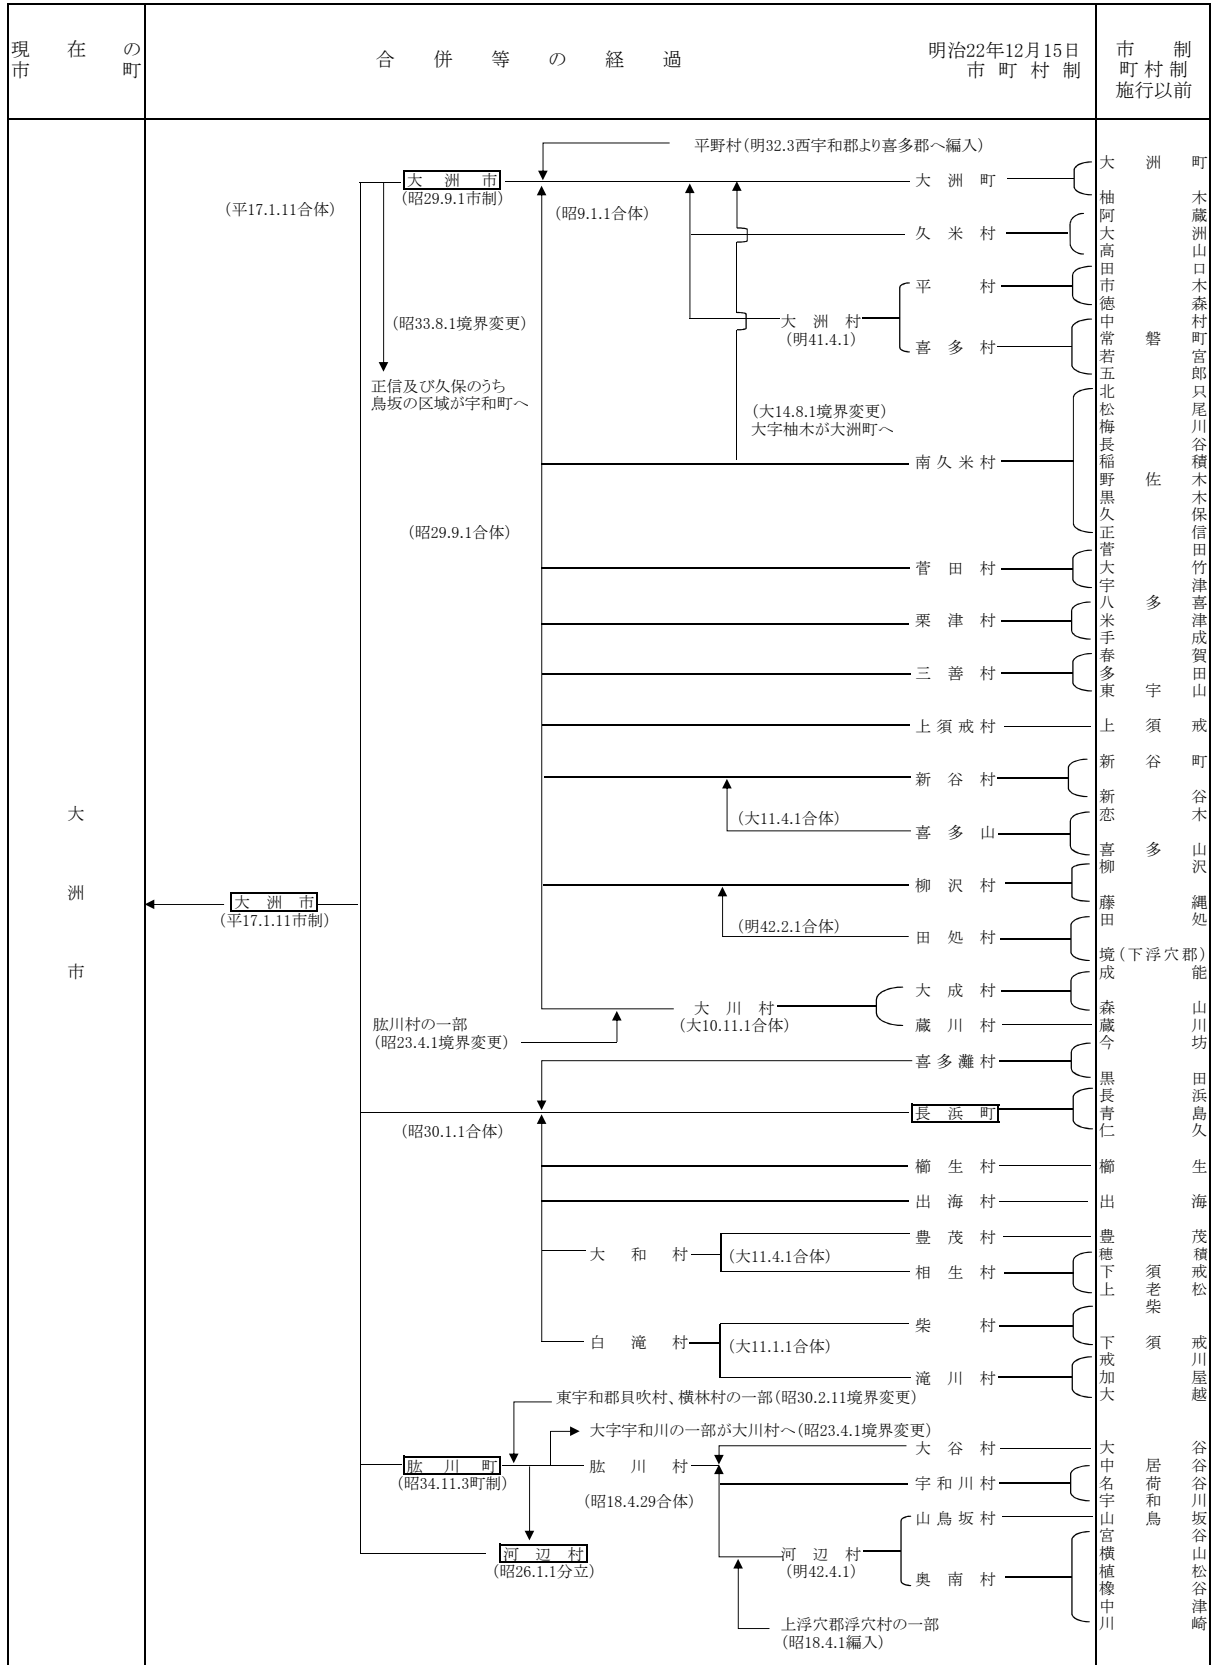 現在の
市町
合併等の経過
明治22年12月15日
市町村制
市制
町村制
施行以前
平野村(明32.3西宇和郡より喜多郡へ編入)
大洲市
(昭29.9.1市制)
(平17.1.11合体)
(昭9.1.1合体)
大洲町
大洲町
柚木
久米村
阿蔵
大洲
高山
平村
田口
市木
徳森
大洲村
(明41.4.1)
喜多村
中村
常磐町
若宮
五郎
(昭33.8.1境界変更)
正信及び久保のうち
鳥坂の区域が宇和町へ
(大14.8.1境界変更)
大字柚木が大洲町へ
南久米村
北只
松尾
梅川
長谷
稲積
野佐木
黒木
久保
正信
(昭29.9.1合体)
菅田村
菅田
大竹
宇津
栗津村
八多喜
米津
手成
三善村
春賀
多田
東宇山
上須戒村
上須戒
新谷村
新谷町
新谷
(大11.4.1合体)
喜多山
恋木
喜多山
柳沢村
柳沢
藤縄
(明42.2.1合体)
田処村
田処
境(下浮穴郡)
大洲市
大洲市
(平17.1.11市制)
大川村
(大10.11.1合体)
大成村
成能
森山
蔵川村
蔵川
肱川村の一部
(昭23.4.1境界変更)
喜多灘村
今坊
黒田
長浜町
長浜
青島
仁久
(昭30.1.1合体)
櫛生村
櫛生
出海村
出海
大和村
(大11.4.1合体)
豊茂村
豊茂
相生村
穂積
下須戒
上老松
白滝村
(大11.1.1合体)
柴村
柴
下須戒
滝川村
戒川
加屋
大越
東宇和郡貝吹村、横林村の一部(昭30.2.11境界変更)
大字宇和川の一部が大川村へ(昭23.4.1境界変更)
肱川町
(昭34.11.3町制)
肱川村
(昭18.4.29合体)
大谷村
大谷
宇和川村
中居谷
名荷谷
宇和川
山鳥坂村
山鳥坂
河辺村
(昭26.1.1分立)
河辺村
(明42.4.1)
奥南村
宮谷
横山
植松
橡谷
中津
川崎
上浮穴郡浮穴村の一部
(昭18.4.1編入)